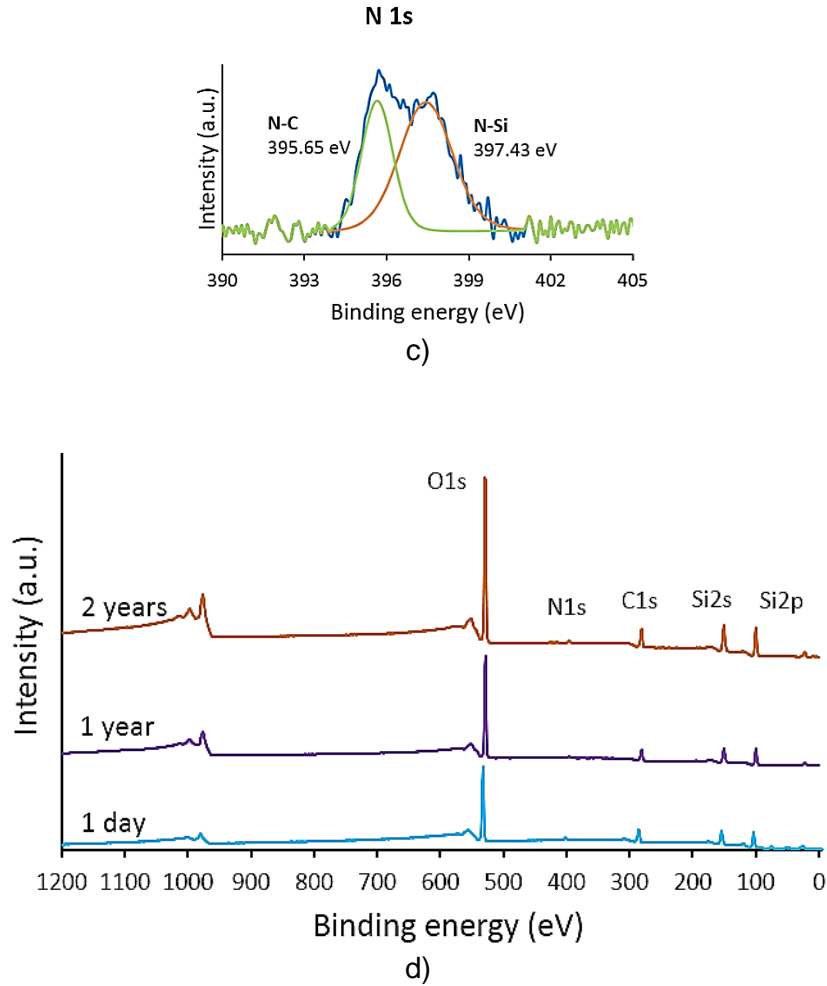 N 1s
Intensity (a.u.)
N-C
395.65 eV
N-Si
397.43 eV
390 393 396 399 402 405
Binding energy (eV)
c)
Intensity (a.u.)
O1s
N1s
C1s
Si2s
Si2p
2 years
1 year
1 day
1200 1100 1000 900 800 700 600 500 400 300 200 100 0
Binding energy (eV)
d)